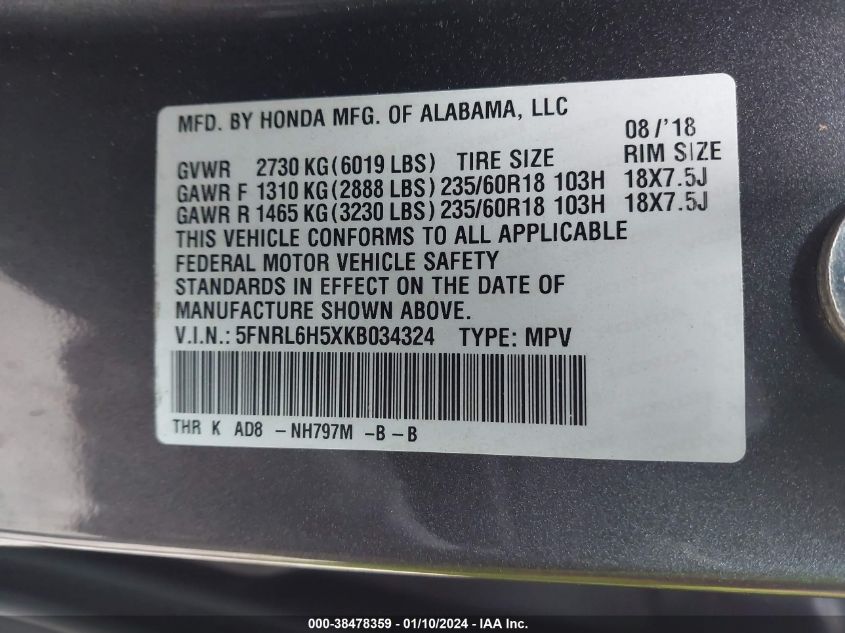 MFD. BY HONDA MFG. OF ALABAMA, LLC
08/'18
GVWR 2730 KG (6019 LBS) TIRE SIZE RIM SIZE
GAWR F 1310 KG (2888 LBS) 235/60R18 103H 18X7.5J
GAWR R 1465 KG (3230 LBS) 235/60R18 103H 18X7.5J
THIS VEHICLE CONFORMS TO ALL APPLICABLE
FEDERAL MOTOR VEHICLE SAFETY
STANDARDS IN EFFECT ON THE DATE OF
MANUFACTURE SHOWN ABOVE.
V.I.N.: 5FNRL6H5XKB034324 TYPE: MPV
THR K AD8 - NH797M - B - B
000-38478359 - 01/10/2024 - IAA Inc.